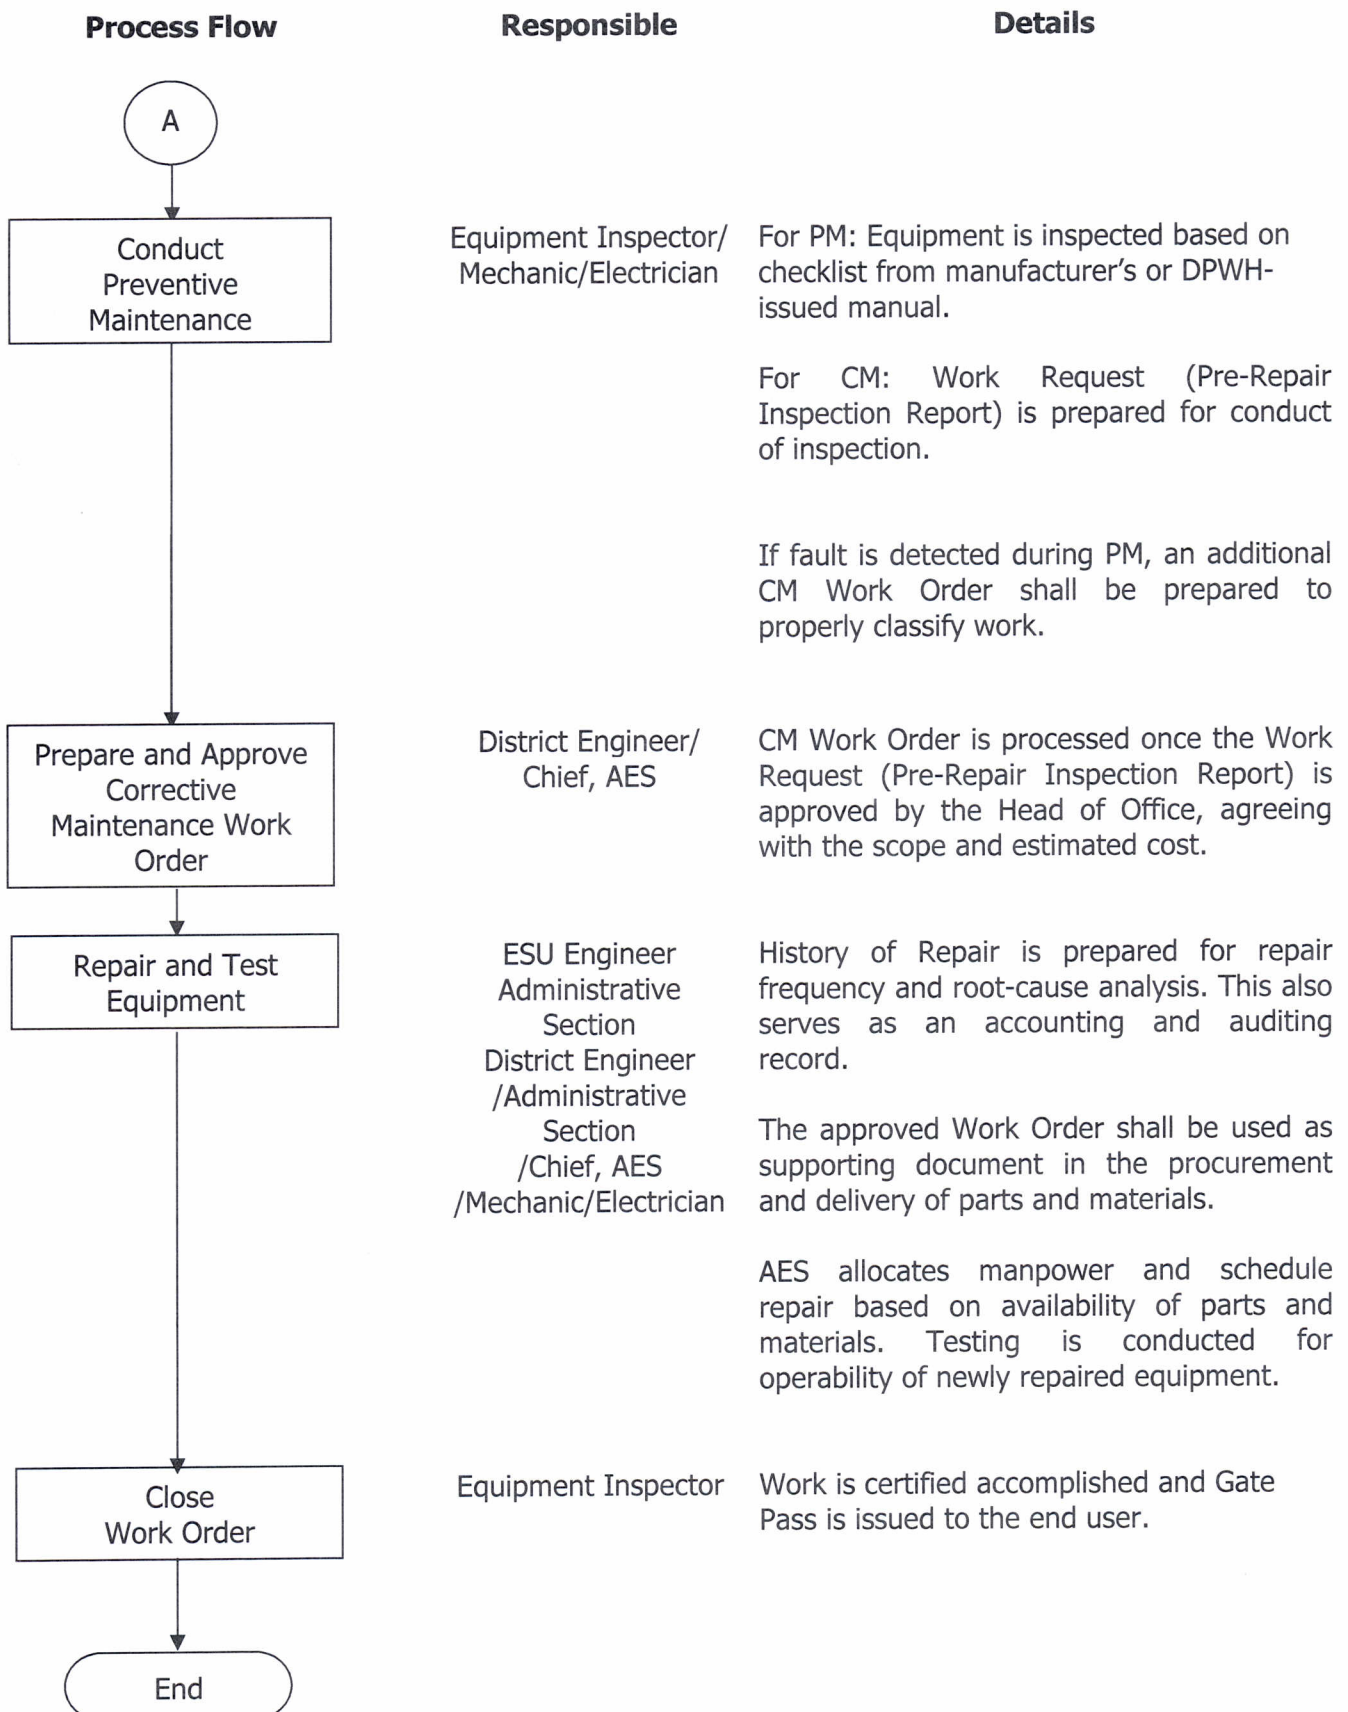 Process Flow
Responsible
Details
A
Conduct
Preventive
Maintenance
Equipment Inspector/
Mechanic/Electrician
For PM: Equipment is inspected based on
checklist from manufacturer's or DPWH-
issued manual.
For CM: Work Request (Pre-Repair
Inspection Report) is prepared for conduct
of inspection.
If fault is detected during PM, an additional
CM Work Order shall be prepared to
properly classify work.
Prepare and Approve
Corrective
Maintenance Work
Order
District Engineer/
Chief, AES
CM Work Order is processed once the Work
Request (Pre-Repair Inspection Report) is
approved by the Head of Office, agreeing
with the scope and estimated cost.
Repair and Test
Equipment
ESU Engineer
Administrative
Section
District Engineer
/Administrative
Section
/Chief, AES
/Mechanic/Electrician
History of Repair is prepared for repair
frequency and root-cause analysis. This also
serves as an accounting and auditing
record.
The approved Work Order shall be used as
supporting document in the procurement
and delivery of parts and materials.
AES allocates manpower and schedule
repair based on availability of parts and
materials. Testing is conducted for
operability of newly repaired equipment.
Close
Work Order
Equipment Inspector
Work is certified accomplished and Gate
Pass is issued to the end user.
End